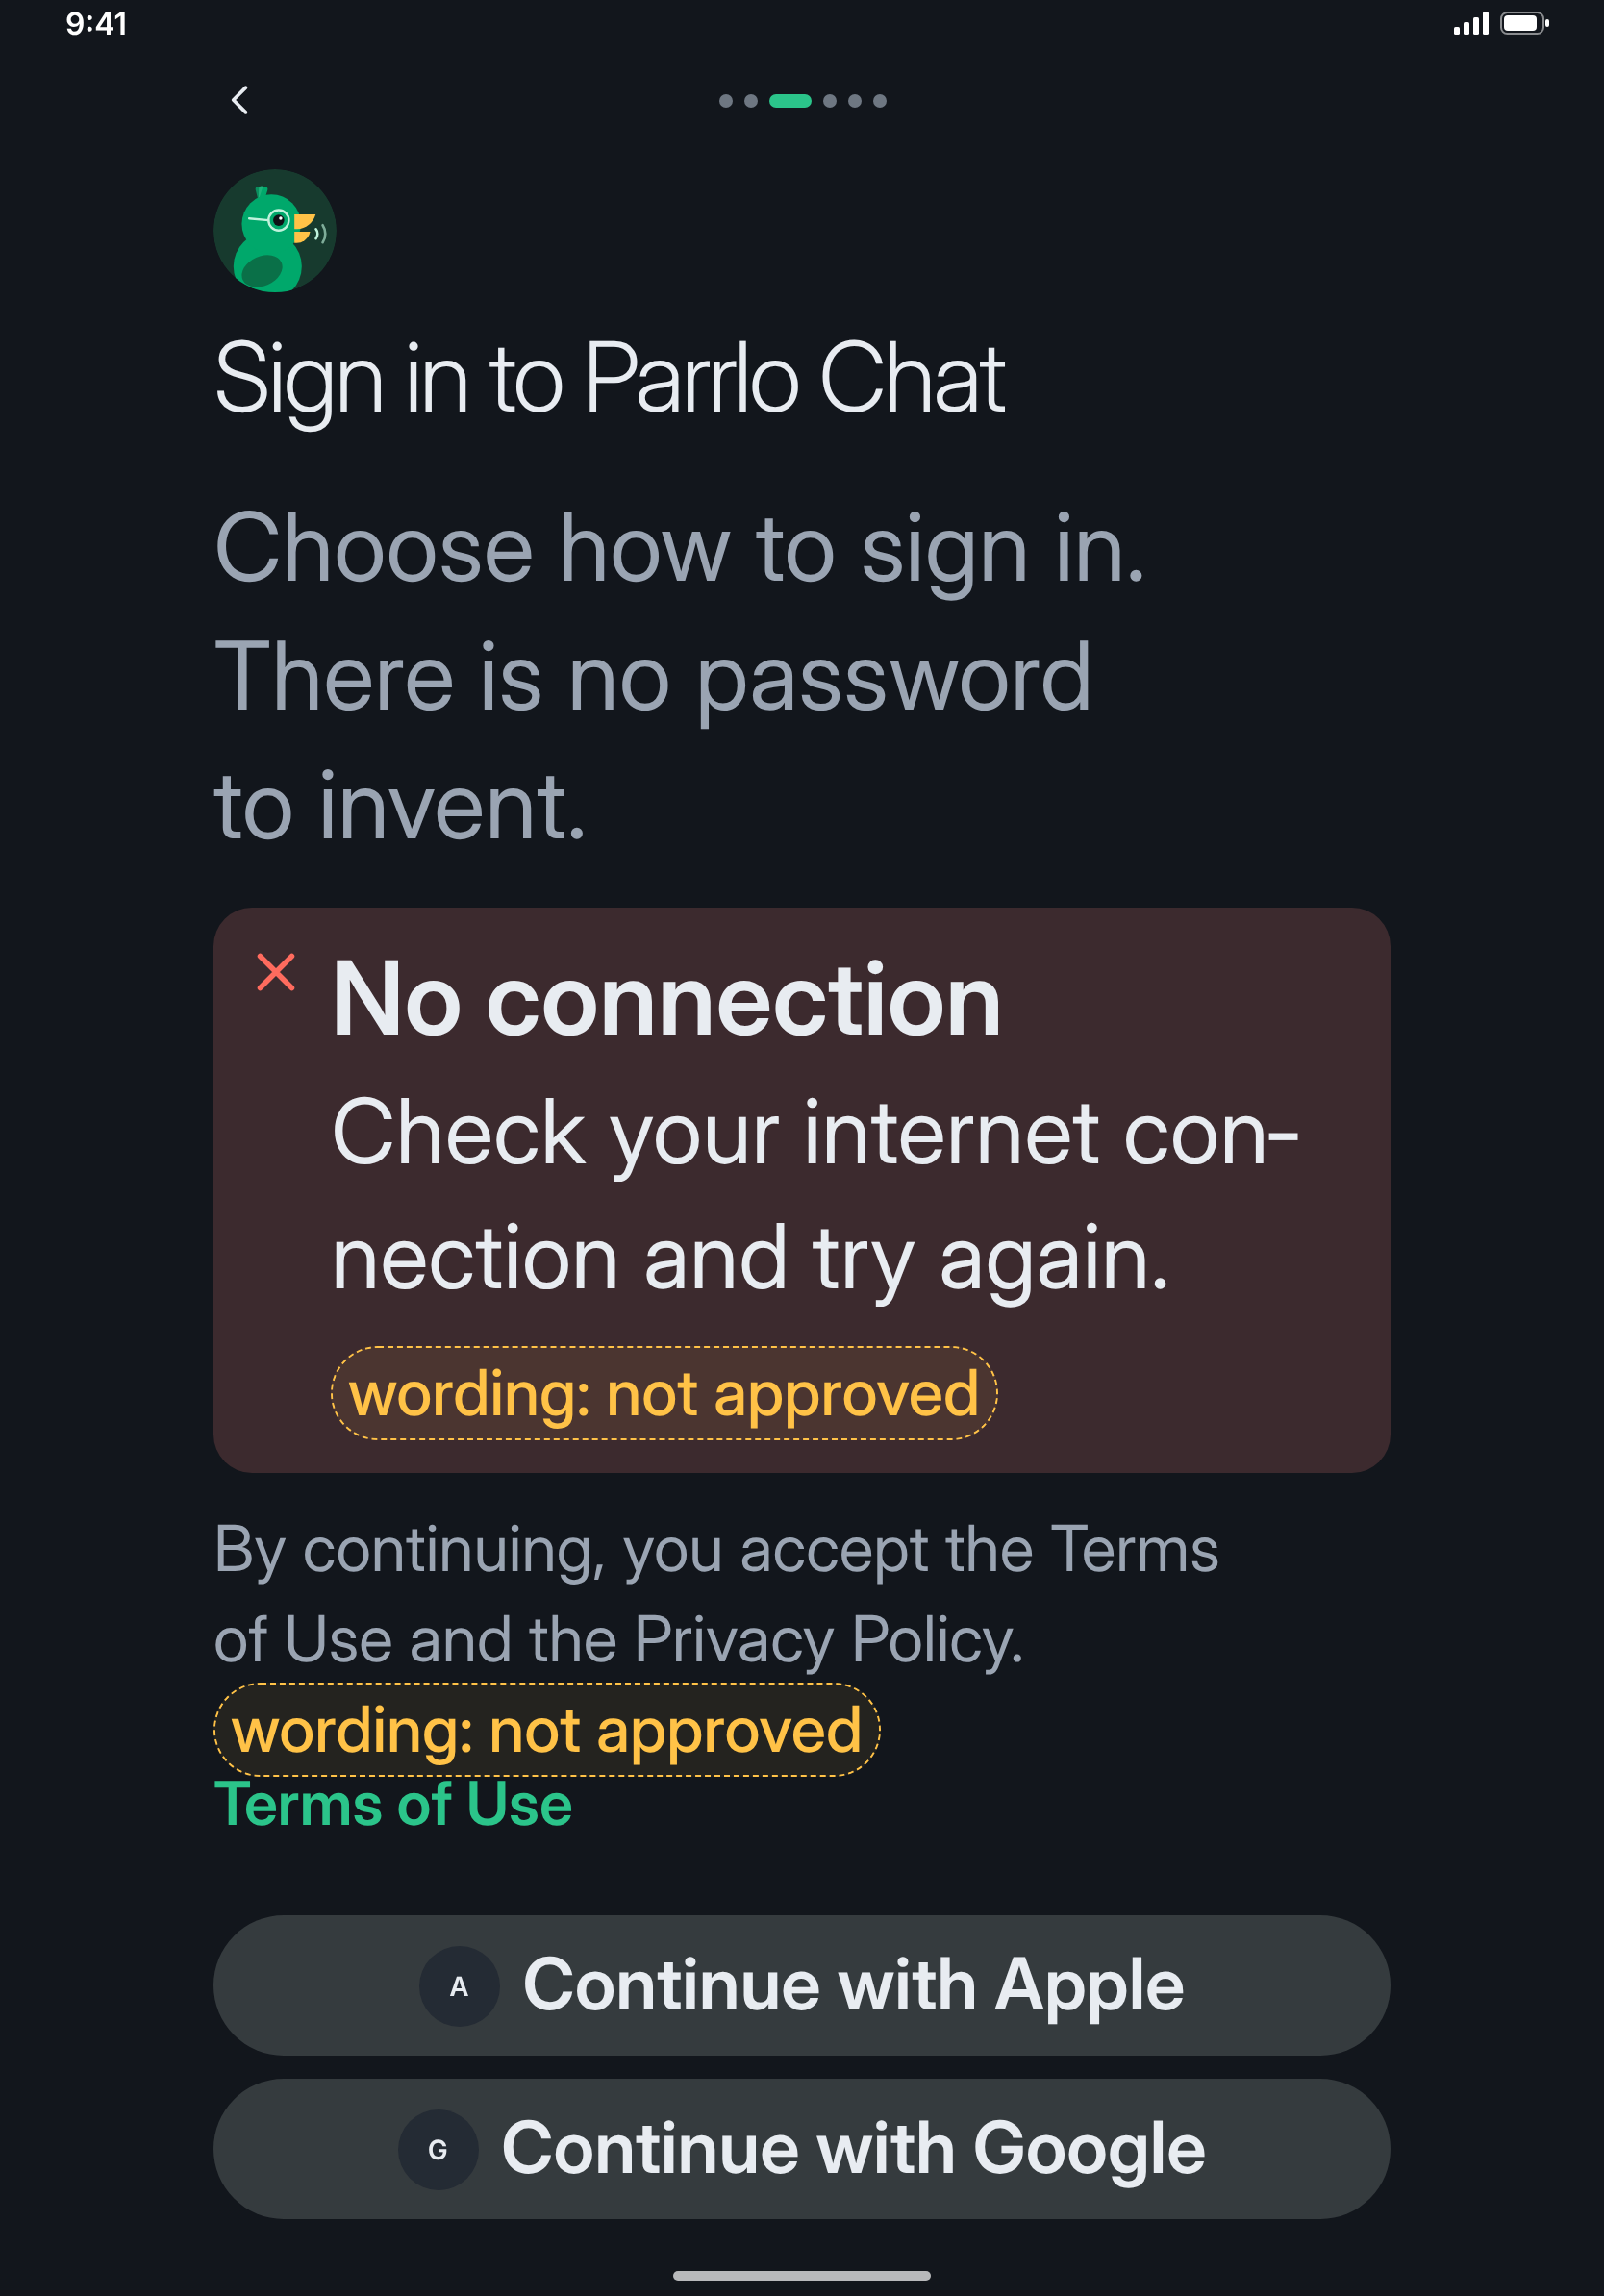 9:41
Sign in to Parrlo Chat
Choose how to sign in.
There is no password
to invent.
No connection
Check your internet con-
nection and try again.
wording: not approved
By continuing, you accept the Terms
of Use and the Privacy Policy.
wording: not approved
Terms of Use
A Continue with Apple
G Continue with Google